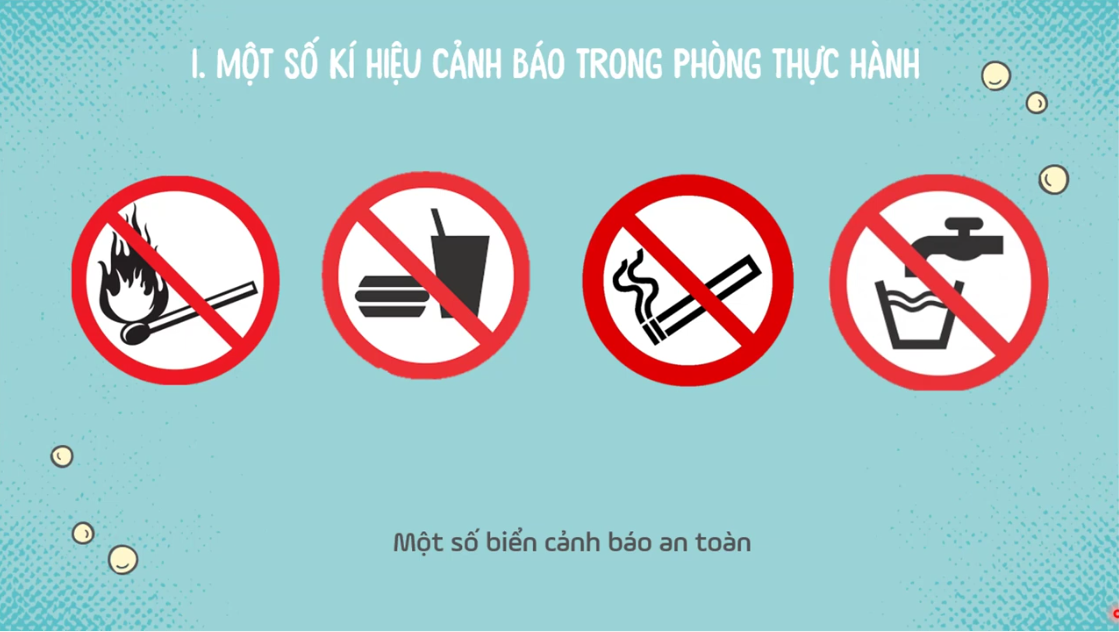 I. MỘT SỐ KÍ HIỆU CẢNH BÁO TRONG PHÒNG THỰC HÀNH
Một số biển cảnh báo an toàn